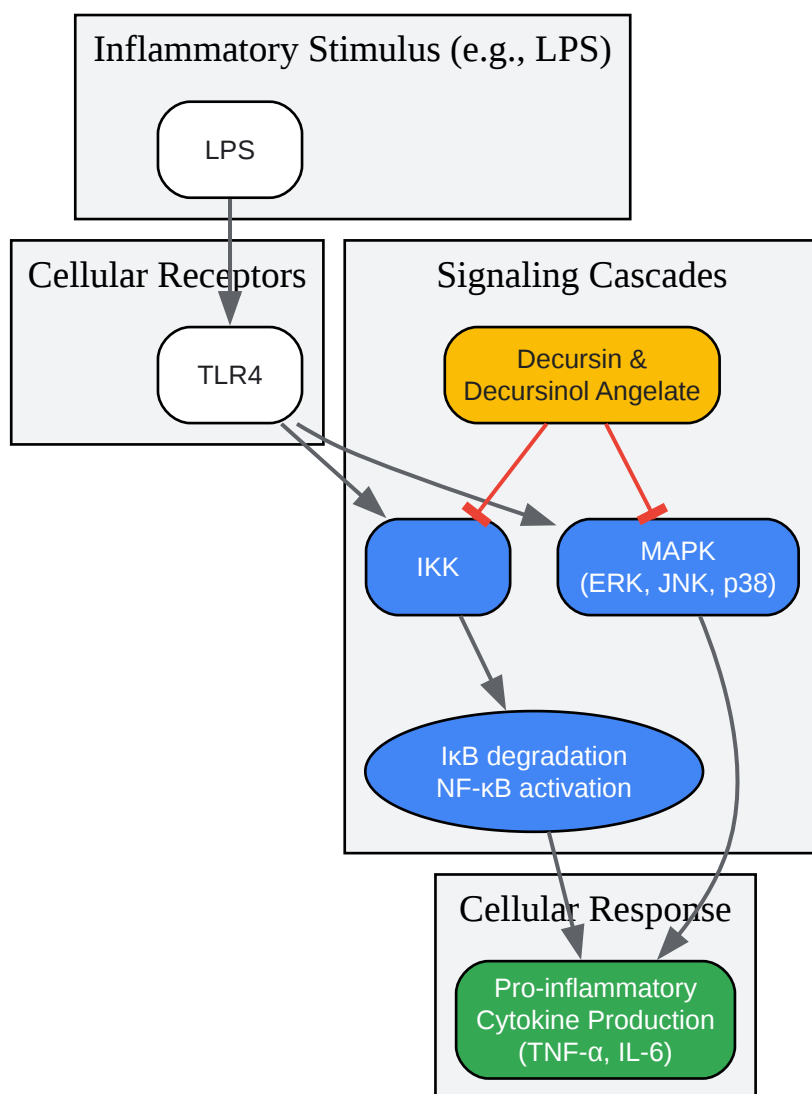 Inflammatory Stimulus (e.g., LPS)
LPS
Cellular Receptors
TLR4
Signaling Cascades
Decursin &
Decursinol Angelate
IKK
MAPK
(ERK, JNK, p38)
IκB degradation
NF-κB activation
Cellular Response
Pro-inflammatory
Cytokine Production
(TNF-α, IL-6)